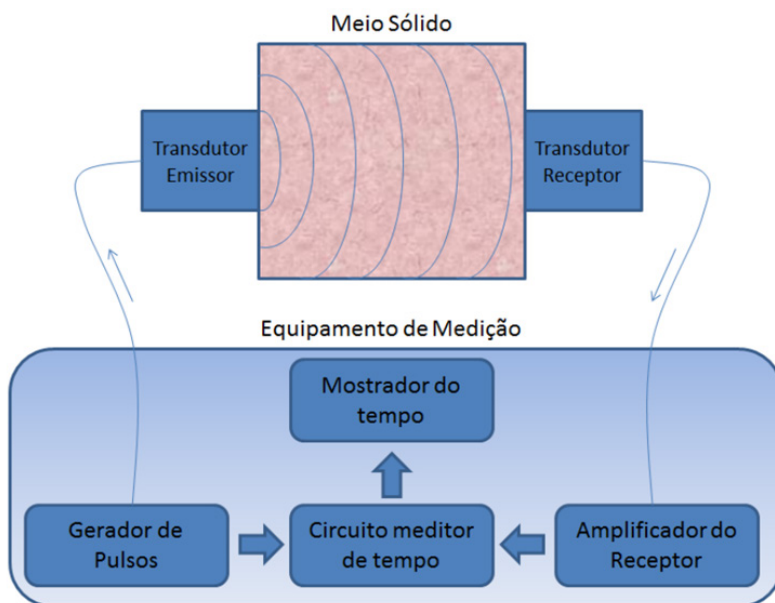 Meio Sólido
Transdutor
Emissor
Transdutor
Receptor
Equipamento de Medição
Mostrador do
tempo
Gerador de
Pulsos
Circuito meditor
de tempo
Amplificador do
Receptor